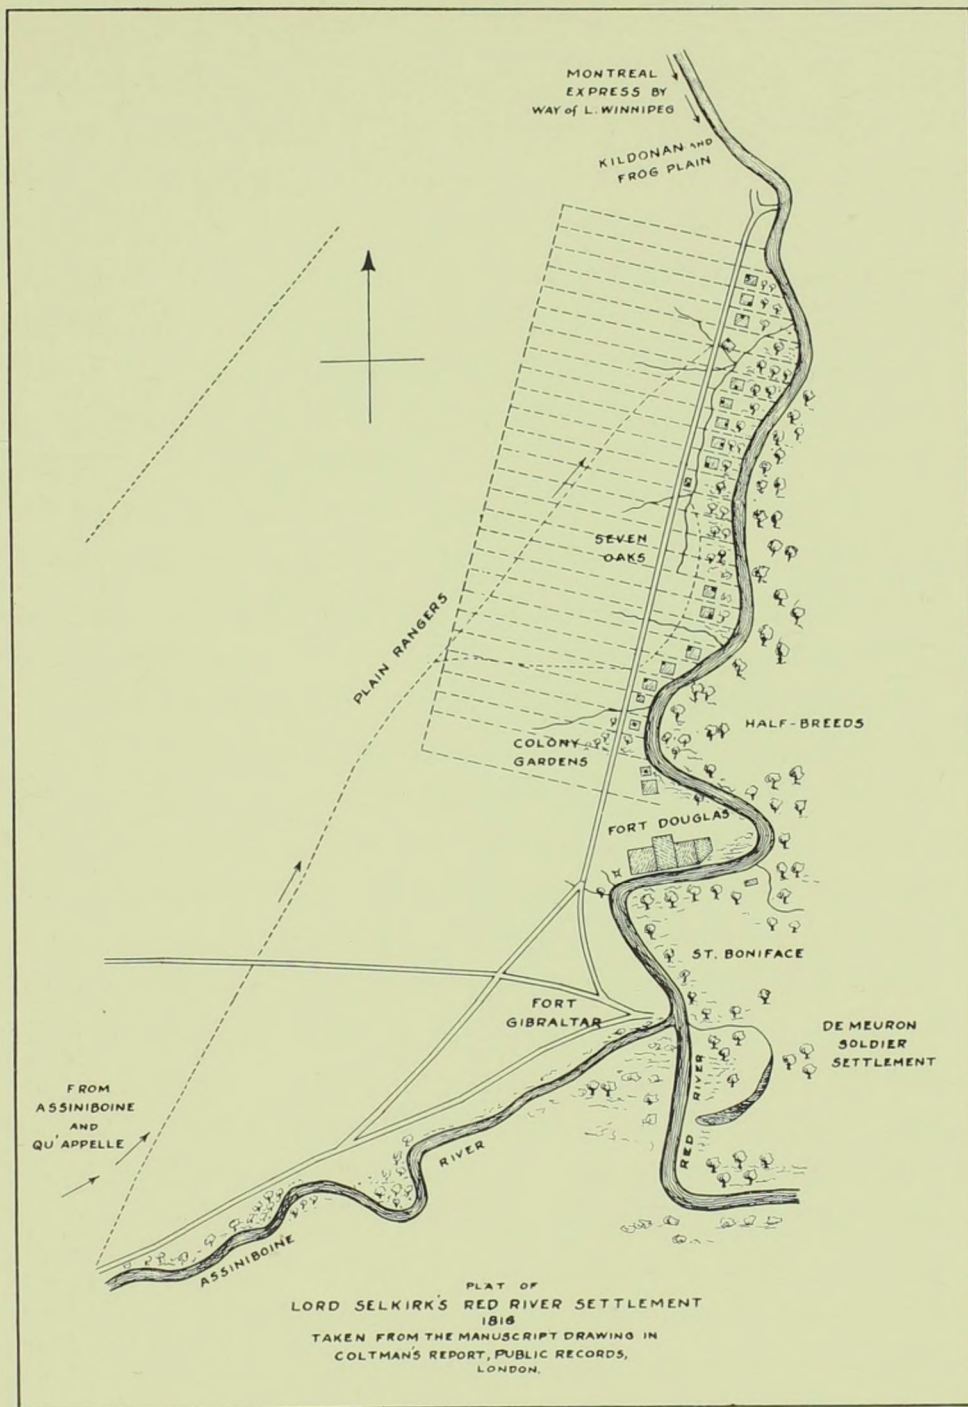 MONTREAL
EXPRESS BY
WAY of L. WINNIPEG
KILDONAN AND
FROG PLAIN
SEVEN
OAKS
PLAIN RANGERS
HALF-BREEDS
COLONY
GARDENS
FORT DOUGLAS
ST. BONIFACE
FORT
GIBRALTAR
DE MEURON
SOLDIER
SETTLEMENT
FROM
ASSINIBOINE
AND
QU'APPELLE
RED RIVER
ASSINIBOINE RIVER
PLAT OF
LORD SELKIRK'S RED RIVER SETTLEMENT
1816
TAKEN FROM THE MANUSCRIPT DRAWING IN
COLTMAN'S REPORT, PUBLIC RECORDS,
LONDON.